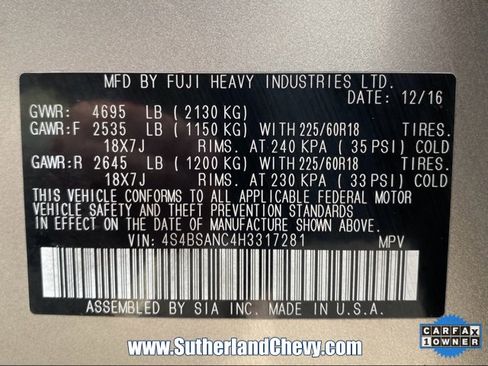 MFD BY FUJI HEAVY INDUSTRIES LTD.
DATE: 12/16
GVWR: 4695 LB ( 2130 KG)
GAWR:F 2535 LB ( 1150 KG) WITH 225/60R18 TIRES.
18X7J RIMS. AT 240 KPA ( 35 PSI) COLD
GAWR:R 2645 LB ( 1200 KG) WITH 225/60R18 TIRES.
18X7J RIMS. AT 230 KPA ( 33 PSI) COLD
THIS VEHICLE CONFORMS TO ALL APPLICABLE FEDERAL MOTOR
VEHICLE SAFETY AND THEFT PREVENTION STANDARDS
IN EFFECT ON THE DATE OF MANUFACTURE SHOWN ABOVE.
VIN: 4S4BSANC4H3317281 MPV
ASSEMBLED BY SIA INC. MADE IN U.S.A.
www.SutherlandChevy.com
CARFAX
1 OWNER